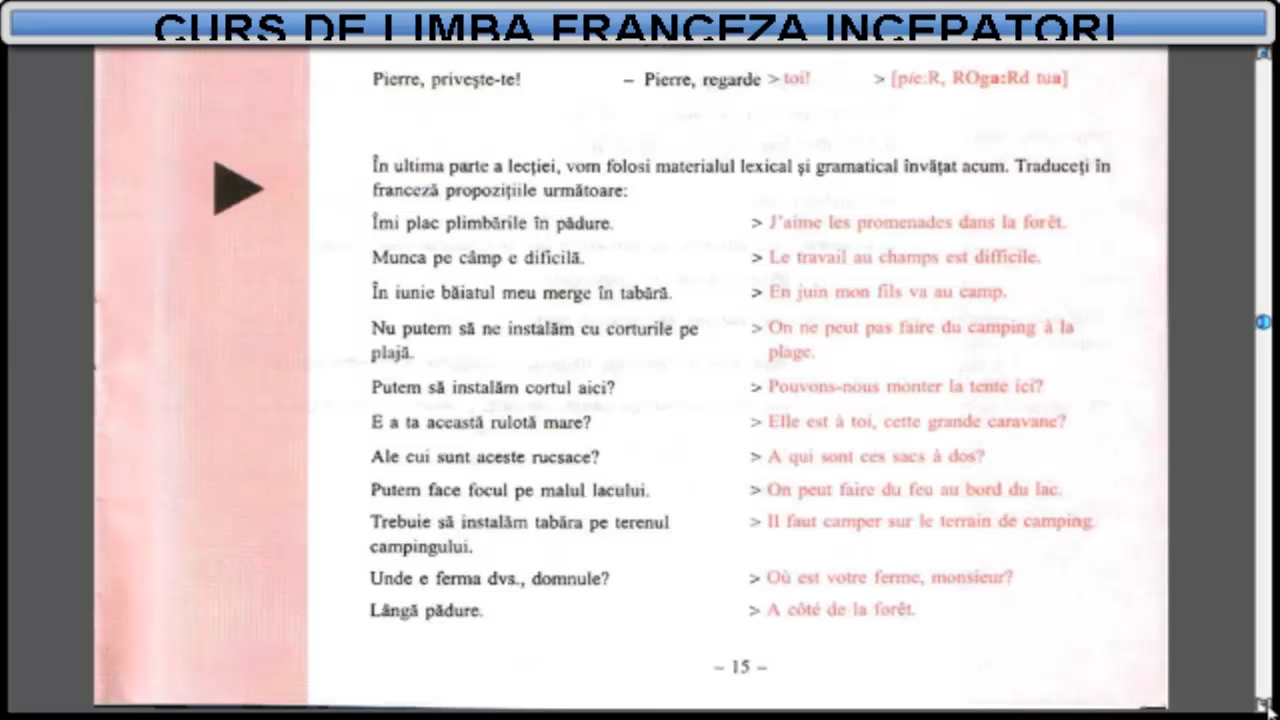 CURS DE LIMBA FRANCEZA INCEPATORI
Pierre, privește-te! – Pierre, regarde > toi! > [pie:R, ROga:Rd tua]
În ultima parte a lecției, vom folosi materialul lexical și gramatical învățat acum. Traduceți în
franceză propozițiile următoare:
Îmi plac plimbările în pădure. > J'aime les promenades dans la forêt.
Munca pe câmp e dificilă. > Le travail au champs est difficile.
În iunie băiatul meu merge în tabără. > En juin mon fils va au camp.
Nu putem să ne instalăm cu corturile pe > On ne peut pas faire du camping à la
plajă. plage.
Putem să instalăm cortul aici? > Pouvons-nous monter la tente ici?
E a ta această rulotă mare? > Elle est à toi, cette grande caravane?
Ale cui sunt aceste rucsace? > A qui sont ces sacs à dos?
Putem face focul pe malul lacului. > On peut faire du feu au bord du lac.
Trebuie să instalăm tabăra pe terenul > Il faut camper sur le terrain de camping.
campingului.
Unde e ferma dvs., domnule? > Où est votre ferme, monsieur?
Lângă pădure. > A côté de la forêt.
– 15 –